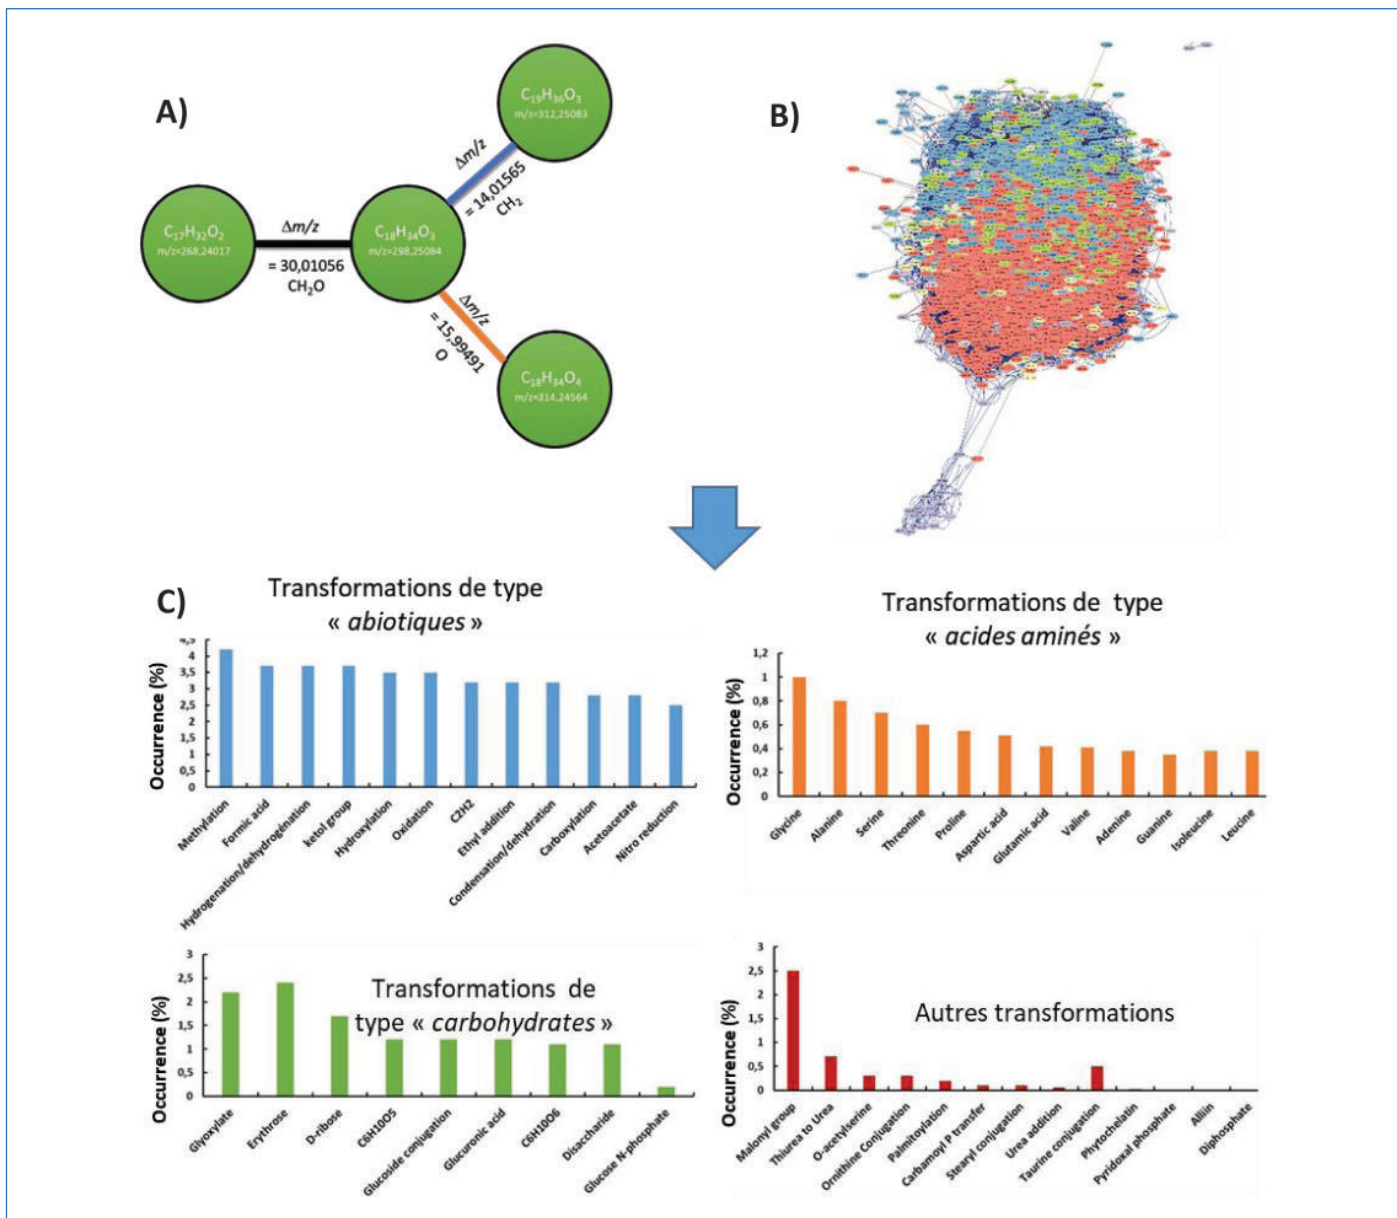 A)
C19H36O3
m/z=312,25083
B)
Δm/z
= 14,01565
CH2
C17H32O2
m/z=268,24017
Δm/z
= 30,01056
CH2O
C18H34O3
m/z=298,25084
Δm/z
= 15,99491
O
C18H34O4
m/z=314,24564
C)
Transformations de type
« abiotiques »
Occurrence (%)
4,5
4
3,5
3
2,5
2
1,5
1
0,5
0
Methylation
Formic acid
Hydrogenation/dehydrogénation
ketol group
Hydroxylation
Oxidation
C2H2
Ethyl addition
Condensation/dehydration
Carboxylation
Acetoacetate
Nitro reduction
Transformations de type
« acides aminés »
Occurrence (%)
1,2
1
0,8
0,6
0,4
0,2
0
Glycine
Alanine
Serine
Threonine
Proline
Aspartic acid
Glutamic acid
Valine
Adenine
Guanine
Isoleucine
Leucine
Transformations de
type « carbohydrates »
Occurrence (%)
3
2,5
2
1,5
1
0,5
0
Glyoxylate
Erythrose
D-ribose
C6H10O5
Glucoside conjugation
Glucuronic acid
C6H10O6
Disaccharide
Glucose N-phosphate
Autres transformations
Occurrence (%)
3
2,5
2
1,5
1
0,5
0
Malonyl group
Thiurea to Urea
O-acetylserine
Ornithine Conjugation
Palmitoylation
Carbamoyl P transfer
Stearyl conjugation
Urea addition
Taurine conjugation
Phytochelatin
Pyridoxal phosphate
Alliin
Diphosphate